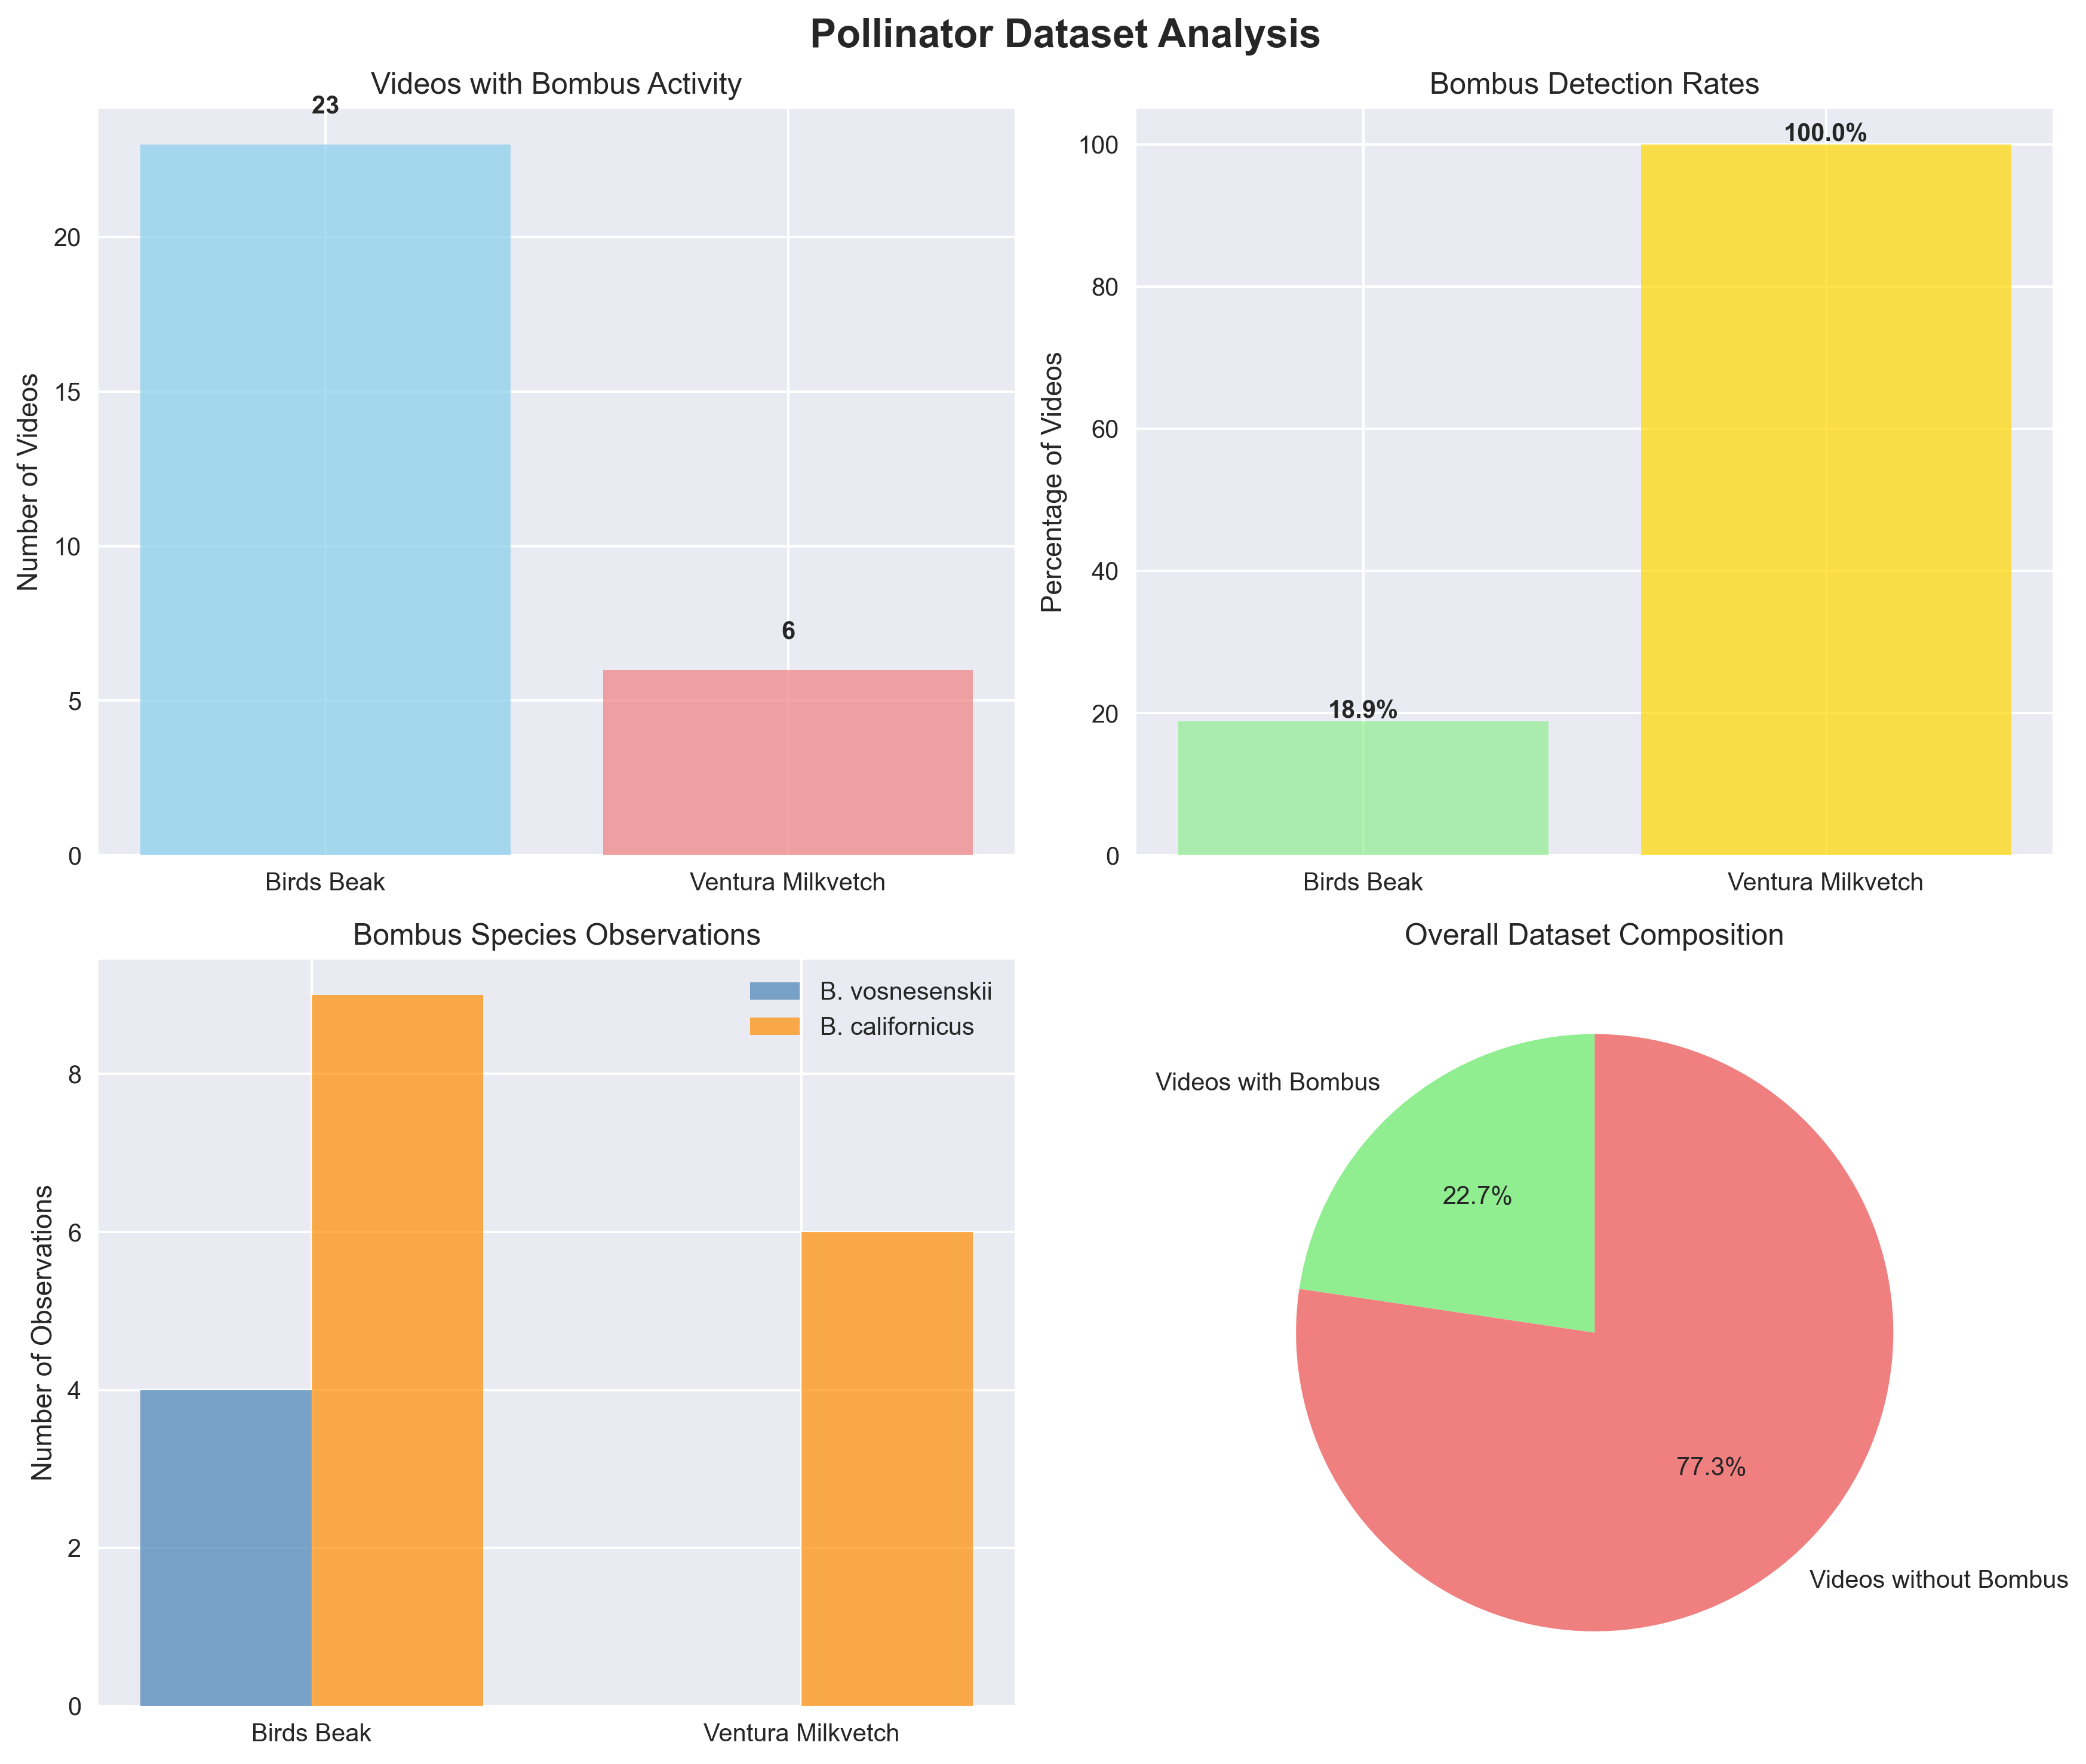 Pollinator Dataset Analysis
Videos with Bombus Activity
23
20
15
10
5
0
6
Number of Videos
Birds Beak
Ventura Milkvetch
Bombus Detection Rates
100.0%
100
80
60
40
20
0
18.9%
Percentage of Videos
Birds Beak
Ventura Milkvetch
Bombus Species Observations
B. vosnesenskii
B. californicus
8
6
4
2
0
Number of Observations
Birds Beak
Ventura Milkvetch
Overall Dataset Composition
Videos with Bombus
22.7%
77.3%
Videos without Bombus